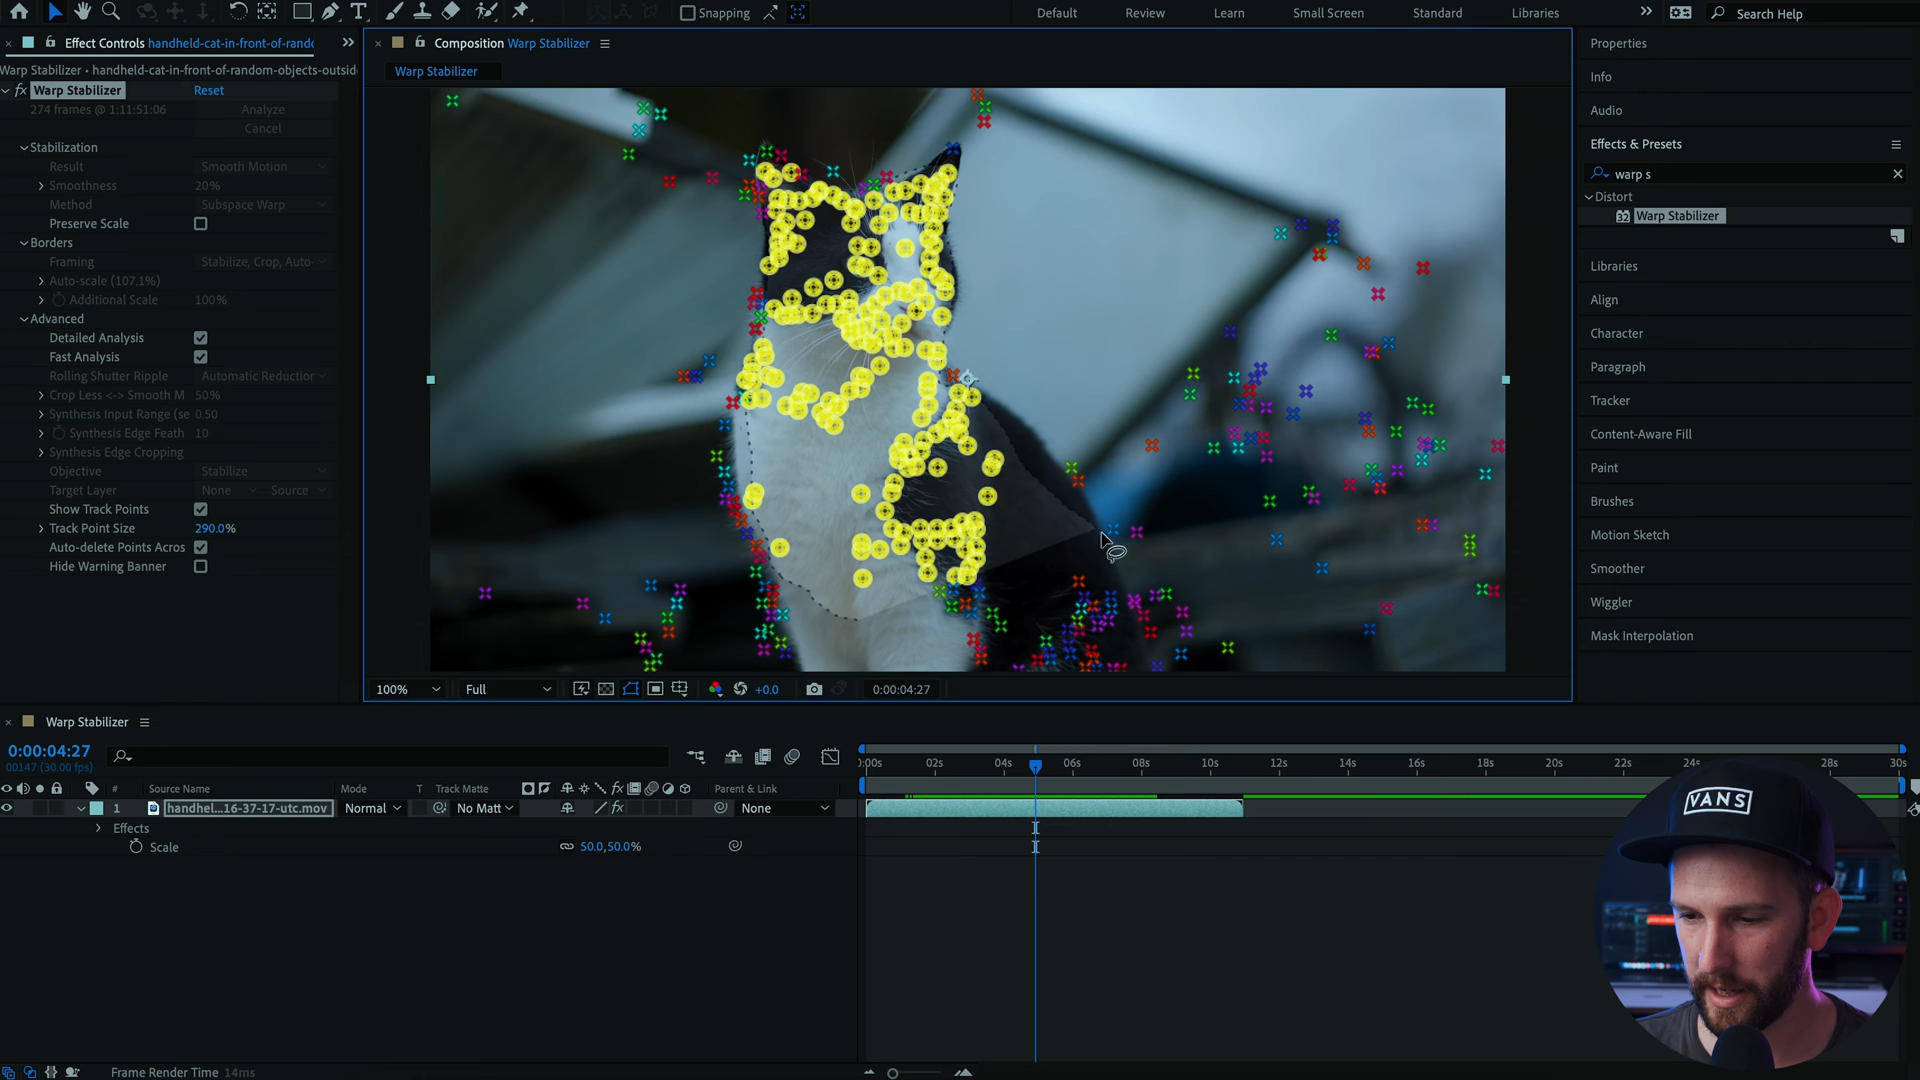 Snapping
Default
Review
Learn
Small Screen
Standard
Libraries
Search Help
Effect Controls handheld-cat-in-front-of-rand
Warp Stabilizer • handheld-cat-in-front-of-random-objects-outsid
fx Warp Stabilizer Reset
274 frames @ 1:11:51:06 Analyze
Cancel
Stabilization
Result Smooth Motion
Smoothness 20%
Method Subspace Warp
Preserve Scale
Borders
Framing Stabilize, Crop, Auto-
Auto-scale (107.1%)
Additional Scale 100%
Advanced
Detailed Analysis
Fast Analysis
Rolling Shutter Ripple Automatic Reduction
Crop Less <-> Smooth M 50%
Synthesis Input Range (se 0.50
Synthesis Edge Feath 10
Synthesis Edge Cropping
Objective Stabilize
Target Layer None Source
Show Track Points
Track Point Size 290.0%
Auto-delete Points Acros
Hide Warning Banner
Composition Warp Stabilizer
Warp Stabilizer
100% Full +0.0 0:00:04:27
Properties
Info
Audio
Effects & Presets
warp s
Distort
32 Warp Stabilizer
Libraries
Align
Character
Paragraph
Tracker
Content-Aware Fill
Paint
Brushes
Motion Sketch
Smoother
Wiggler
Mask Interpolation
Warp Stabilizer
0:00:04:27
00147 (30.00 fps)
# Source Name Mode T Track Matte fx Parent & Link
1 handhel...16-37-17-utc.mov Normal No Matt fx None
Effects
Scale 50.0,50.0%
:00s 02s 04s 06s 08s 10s 12s 14s 16s 18s 20s 22s 24s 28s 30s
VANS
Frame Render Time 14ms